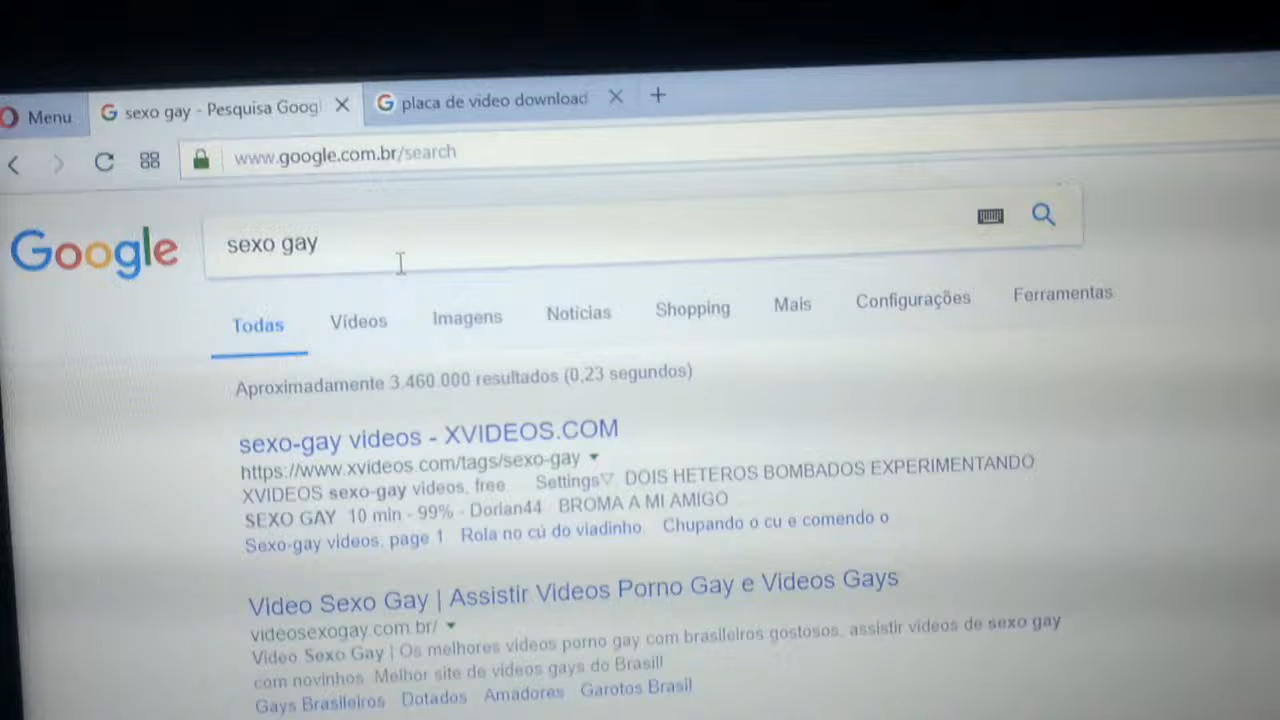 Menu
sexo gay - Pesquisa Googl
placa de video download
www.google.com.br/search
Google
sexo gay
Todas Vídeos Imagens Notícias Shopping Mais Configurações Ferramentas
Aproximadamente 3.460.000 resultados (0,23 segundos)
sexo-gay videos - XVIDEOS.COM
https://www.xvideos.com/tags/sexo-gay
XVIDEOS sexo-gay videos, free. Settings▽. DOIS HETEROS BOMBADOS EXPERIMENTANDO
SEXO GAY 10 min - 99% - Dorian44 BROMA A MI AMIGO
Sexo-gay videos, page 1 Rola no cú do viadinho Chupando o cu e comendo o
Video Sexo Gay | Assistir Videos Porno Gay e Videos Gays
videosexogay.com.br/
Video Sexo Gay | Os melhores videos porno gay com brasileiros gostosos, assistir videos de sexo gay
com novinhos Melhor site de videos gays do Brasill
Gays Brasileiros Dotados Amadores Garotos Brasil